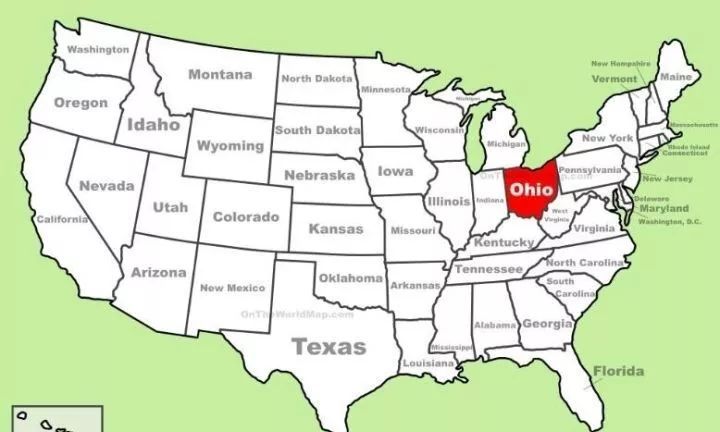 Washington
Montana
North Dakota
Minnesota
Michigan
New Hampshire
Vermont
Maine
Oregon
Idaho
Wyoming
South Dakota
Wisconsin
Michigan
New York
Massachusetts
Rhode Island
Connecticut
Nevada
Utah
Colorado
Nebraska
Iowa
Illinois
Indiana
Ohio
Pennsylvania
New Jersey
Delaware
Maryland
Washington, D.C.
California
Kansas
Missouri
Kentucky
West
Virginia
Virginia
Arizona
New Mexico
Oklahoma
Arkansas
Tennessee
North Carolina
South
Carolina
OnTheWorldMap.com
Texas
Louisiana
Mississippi
Alabama
Georgia
Florida